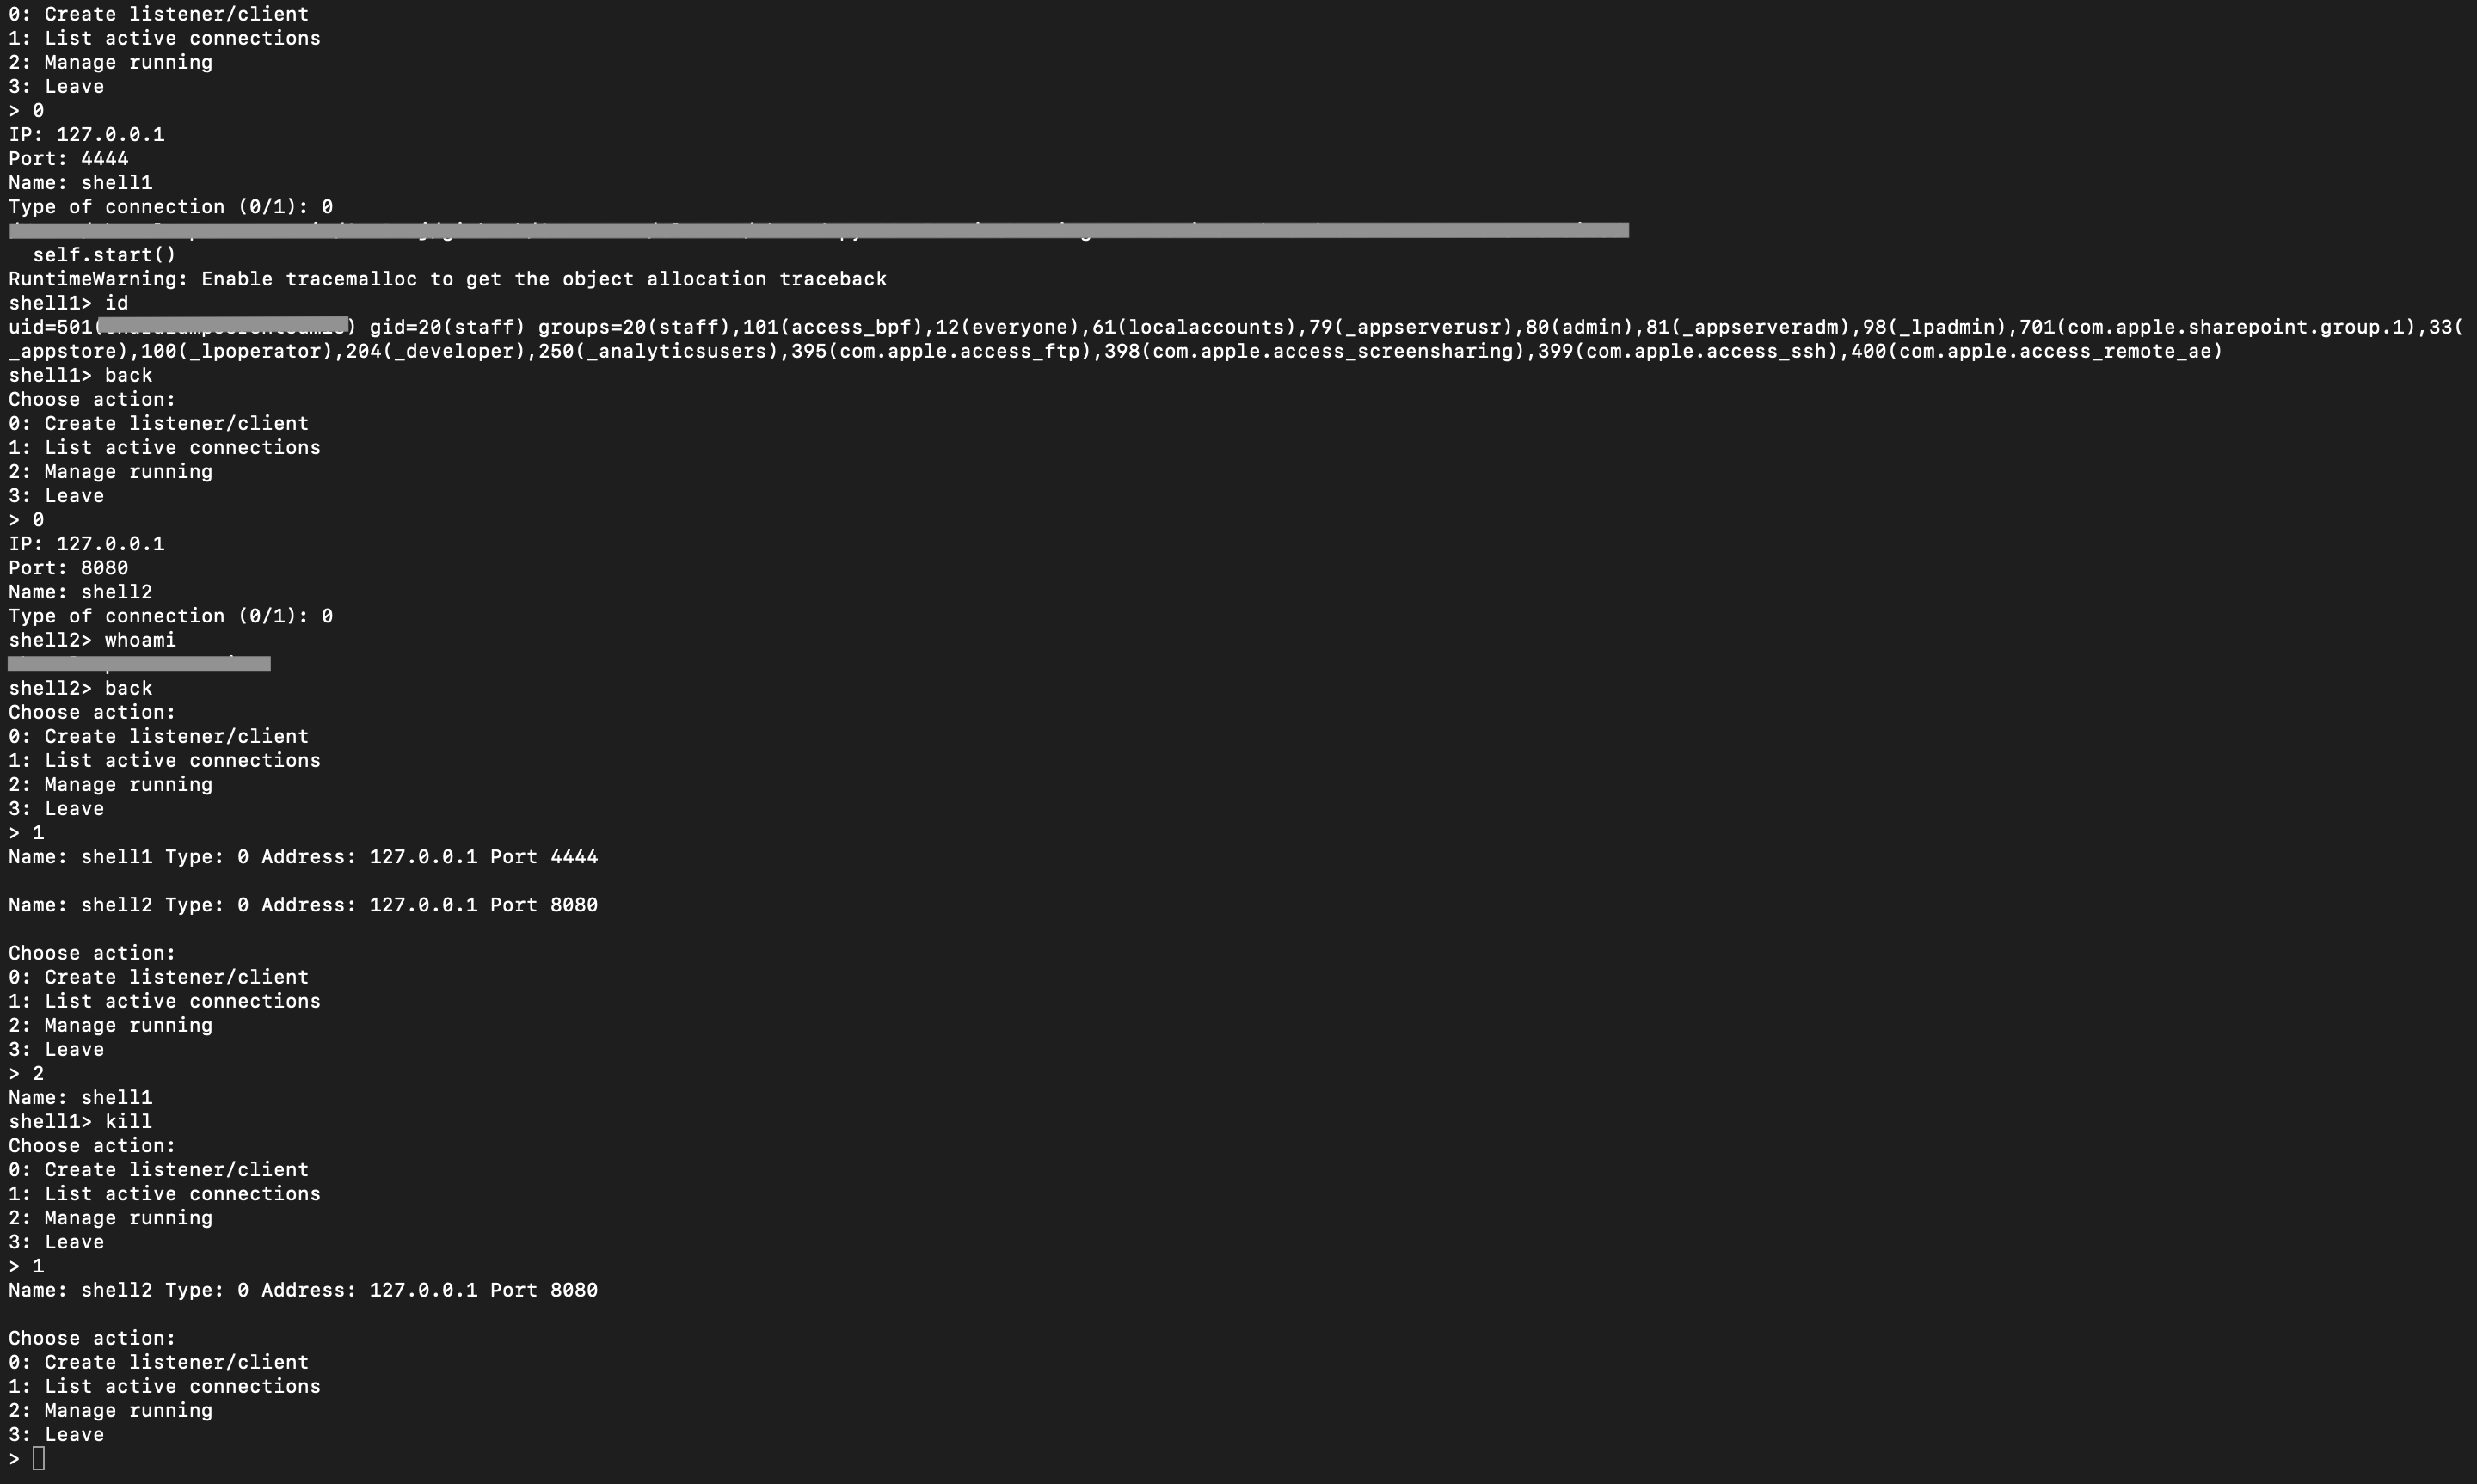 0: Create listener/client
1: List active connections
2: Manage running
3: Leave
> 0
IP: 127.0.0.1
Port: 4444
Name: shell1
Type of connection (0/1): 0
  self.start()
RuntimeWarning: Enable tracemalloc to get the object allocation traceback
shell1> id
uid=501() gid=20(staff) groups=20(staff),101(access_bpf),12(everyone),61(localaccounts),79(_appserverusr),80(admin),81(_appserveradm),98(_lpadmin),701(com.apple.sharepoint.group.1),33(
_appstore),100(_lpoperator),204(_developer),250(_analyticsusers),395(com.apple.access_ftp),398(com.apple.access_screensharing),399(com.apple.access_ssh),400(com.apple.access_remote_ae)
shell1> back
Choose action:
0: Create listener/client
1: List active connections
2: Manage running
3: Leave
> 0
IP: 127.0.0.1
Port: 8080
Name: shell2
Type of connection (0/1): 0
shell2> whoami
shell2> back
Choose action:
0: Create listener/client
1: List active connections
2: Manage running
3: Leave
> 1
Name: shell1 Type: 0 Address: 127.0.0.1 Port 4444
Name: shell2 Type: 0 Address: 127.0.0.1 Port 8080
Choose action:
0: Create listener/client
1: List active connections
2: Manage running
3: Leave
> 2
Name: shell1
shell1> kill
Choose action:
0: Create listener/client
1: List active connections
2: Manage running
3: Leave
> 1
Name: shell2 Type: 0 Address: 127.0.0.1 Port 8080
Choose action:
0: Create listener/client
1: List active connections
2: Manage running
3: Leave
>